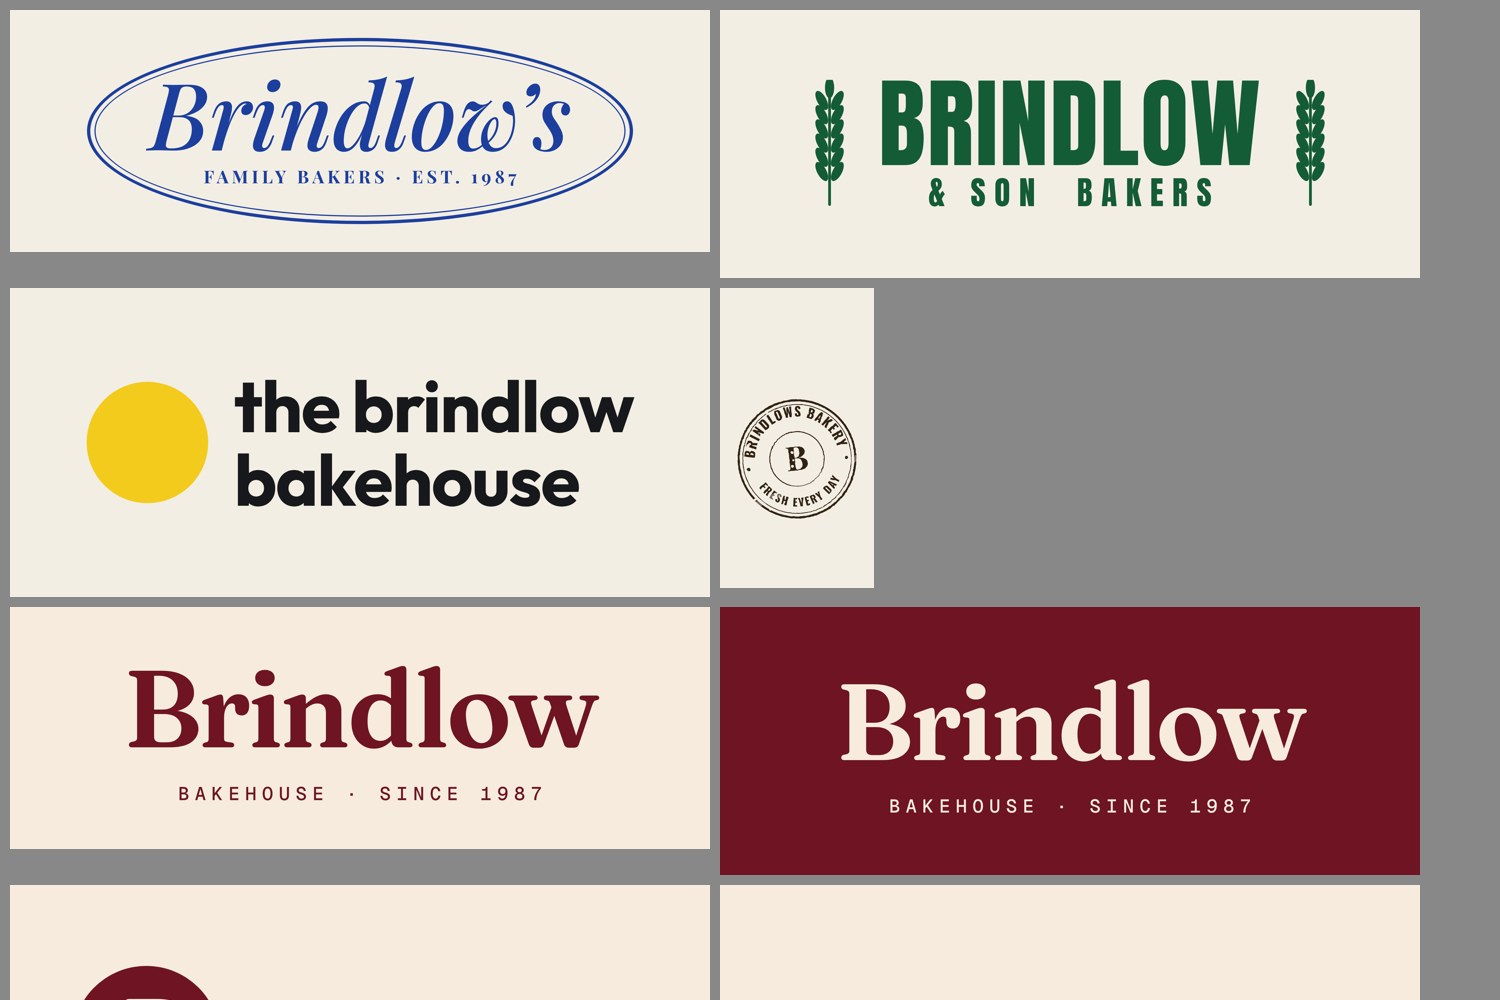 Brindlow's
FAMILY BAKERS · EST. 1987
BRINDLOW
& SON BAKERS
the brindlow
bakehouse
BRINDLOWS BAKERY
B
· FRESH EVERY DAY ·
Brindlow
BAKEHOUSE · SINCE 1987
Brindlow
BAKEHOUSE · SINCE 1987